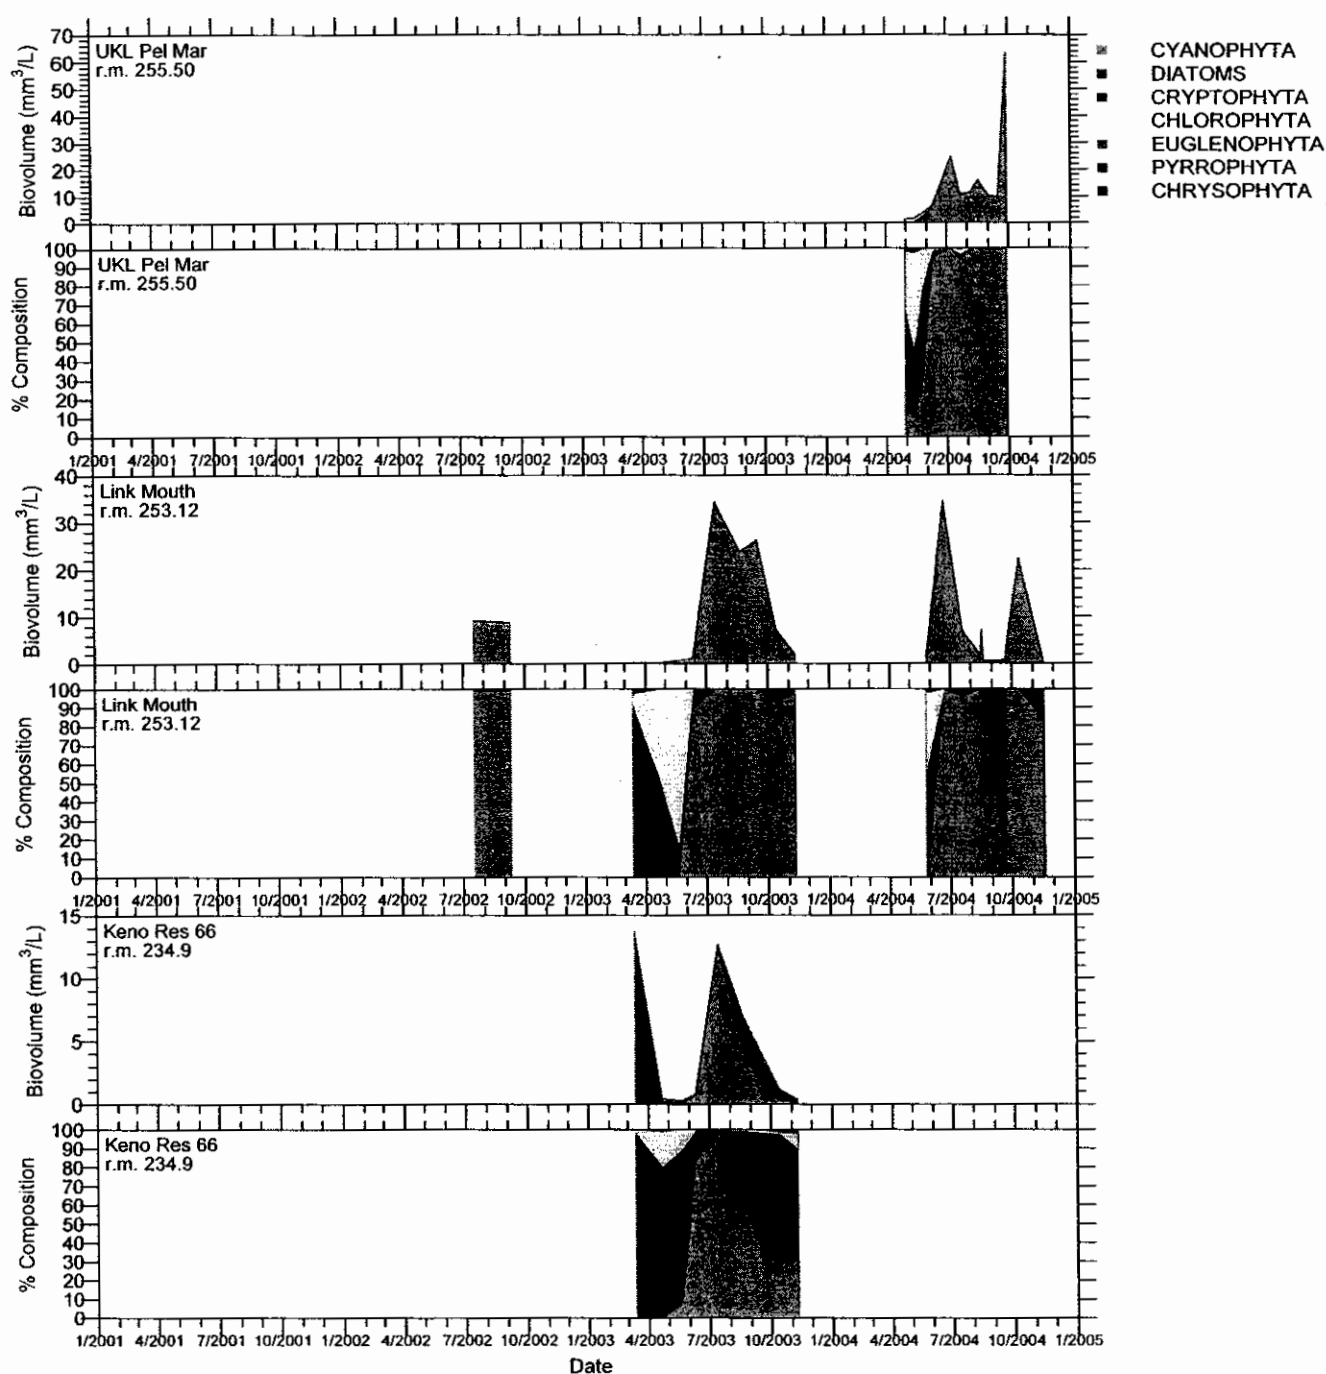 70
60
50
40
30
20
10
0
Biovolume (mm³/L)
UKL Pel Mar
r.m. 255.50
CYANOPHYTA
DIATOMS
CRYPTOPHYTA
CHLOROPHYTA
EUGLENOPHYTA
PYRROPHYTA
CHRYSOPHYTA
100
90
80
70
60
50
40
30
20
10
0
% Composition
UKL Pel Mar
r.m. 255.50
1/2001 4/2001 7/2001 10/2001 1/2002 4/2002 7/2002 10/2002 1/2003 4/2003 7/2003 10/2003 1/2004 4/2004 7/2004 10/2004 1/2005
40
30
20
10
0
Biovolume (mm³/L)
Link Mouth
r.m. 253.12
100
90
80
70
60
50
40
30
20
10
0
% Composition
Link Mouth
r.m. 253.12
1/2001 4/2001 7/2001 10/2001 1/2002 4/2002 7/2002 10/2002 1/2003 4/2003 7/2003 10/2003 1/2004 4/2004 7/2004 10/2004 1/2005
15
10
5
0
Biovolume (mm³/L)
Keno Res 66
r.m. 234.9
100
90
80
70
60
50
40
30
20
10
0
% Composition
Keno Res 66
r.m. 234.9
1/2001 4/2001 7/2001 10/2001 1/2002 4/2002 7/2002 10/2002 1/2003 4/2003 7/2003 10/2003 1/2004 4/2004 7/2004 10/2004 1/2005
Date